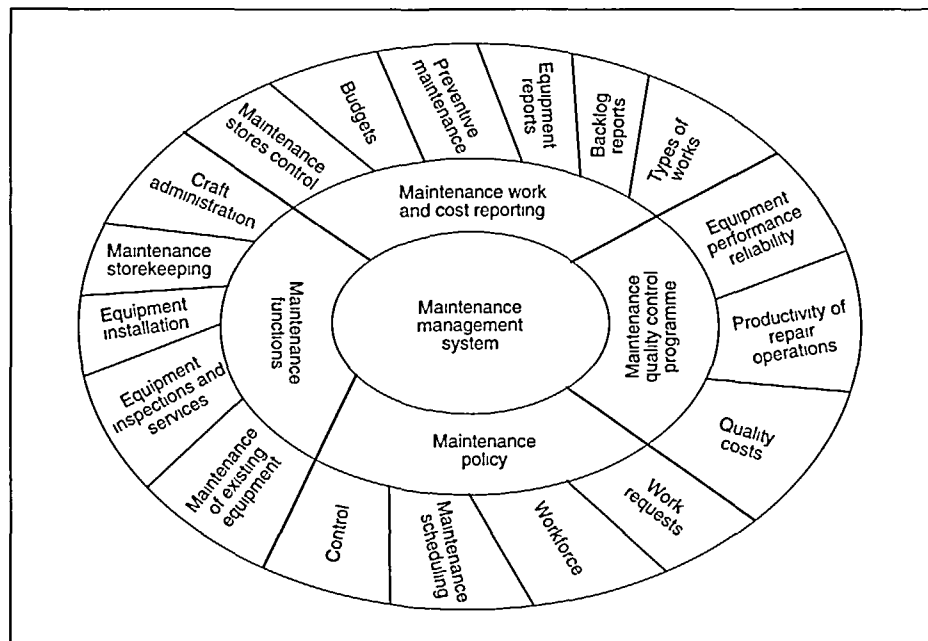 Maintenance
stores control
Budgets
Preventive
maintenance
Equipment
reports
Backlog
reports
Types of
works
Craft
administration
Maintenance work
and cost reporting
Equipment
performance
reliability
Maintenance
storekeeping
Equipment
installation
Maintenance
functions
Maintenance
management
system
Maintenance
quality control
programme
Productivity of
repair
operations
Equipment
inspections and
services
Maintenance
policy
Quality
costs
Maintenance
of existing
equipment
Control
Maintenance
scheduling
Workforce
Work
requests